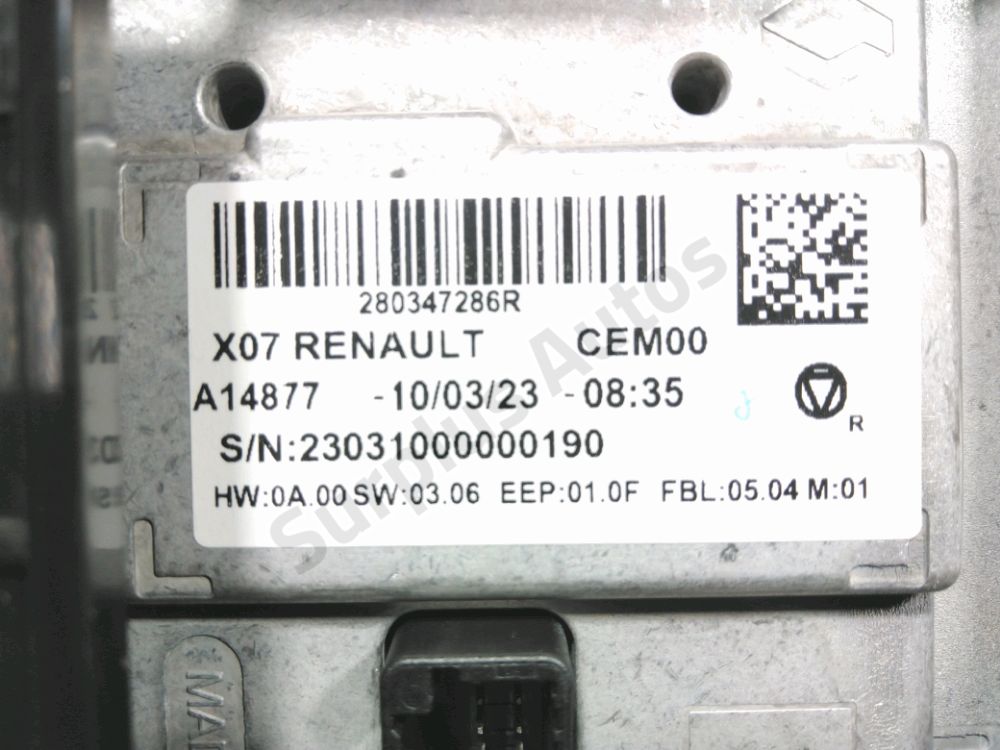 280347286R
X07 RENAULT CEM00
A14877 - 10/03/23 - 08:35
R
S/N:23031000000190
HW:0A.00 SW:03.06 EEP:01.0F FBL:05.04 M:01
Surplus Autos